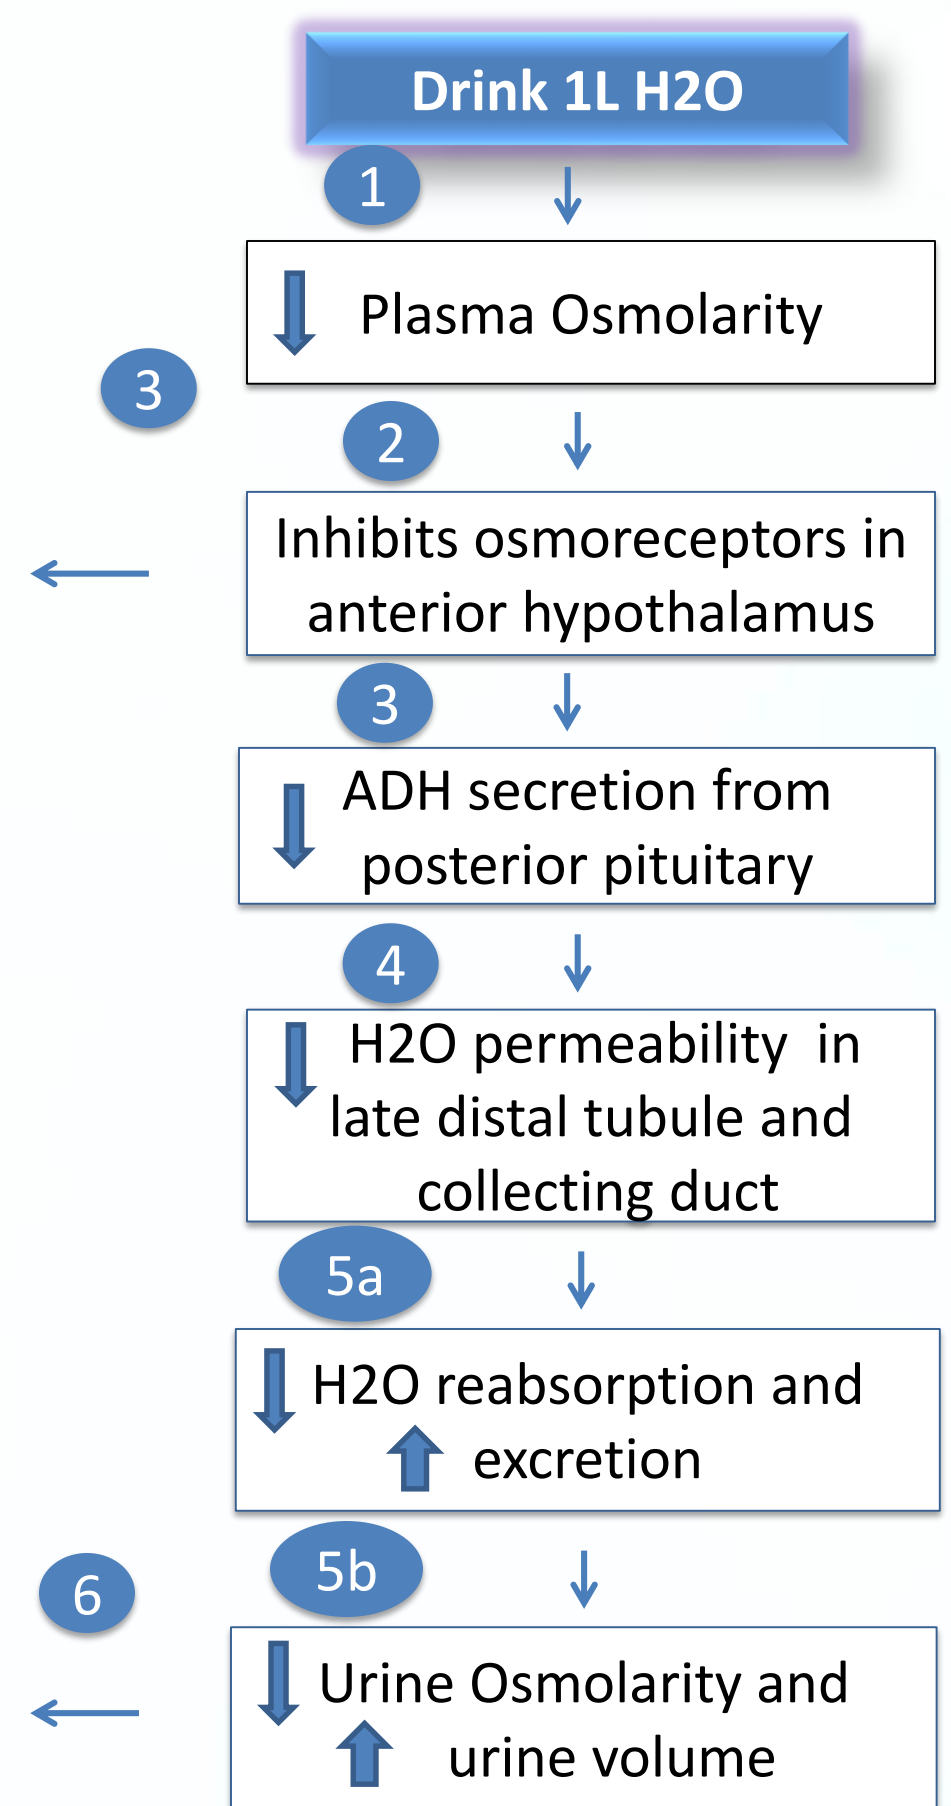 Drink 1L H2O
1
Plasma Osmolarity
3
2
Inhibits osmoreceptors in
anterior hypothalamus
3
ADH secretion from
posterior pituitary
4
H2O permeability in
late distal tubule and
collecting duct
5a
H2O reabsorption and
excretion
5b
6
Urine Osmolarity and
urine volume